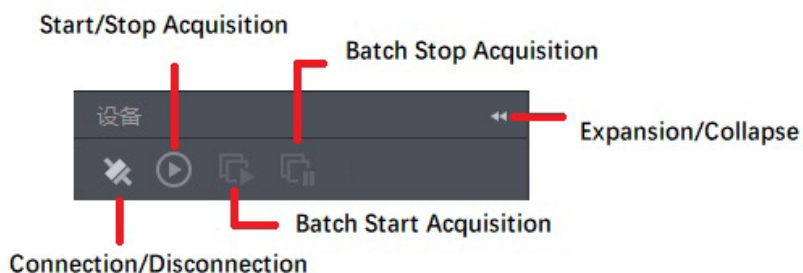 Start/Stop Acquisition
Batch Stop Acquisition
设备
Expansion/Collapse
Batch Start Acquisition
Connection/Disconnection